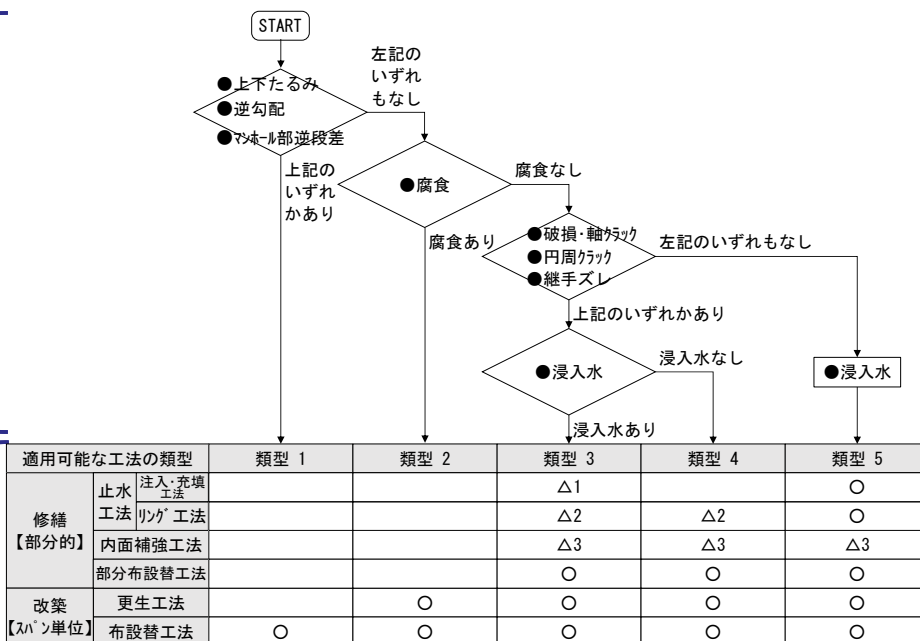 START
●上下たるみ
●逆勾配
●ﾏﾝﾎｰﾙ部逆段差
左記の
いずれ
もなし
上記の
いずれ
かあり
●腐食
腐食なし
腐食あり
●破損･軸ｸﾗｯｸ
●円周ｸﾗｯｸ
●継手ズレ
左記のいずれもなし
上記のいずれかあり
●浸入水
浸入水なし
浸入水あり
●浸入水
適用可能な工法の類型 類型 1 類型 2 類型 3 類型 4 類型 5
修繕
【部分的】
止水
工法
注入･充填
工法
△1 ○
ﾘﾝｸﾞ工法 △2 △2 ○
内面補強工法 △3 △3 △3
部分布設替工法 ○ ○ ○
改築
【ｽﾊﾟﾝ単位】
更生工法 ○ ○ ○ ○
布設替工法 ○ ○ ○ ○ ○